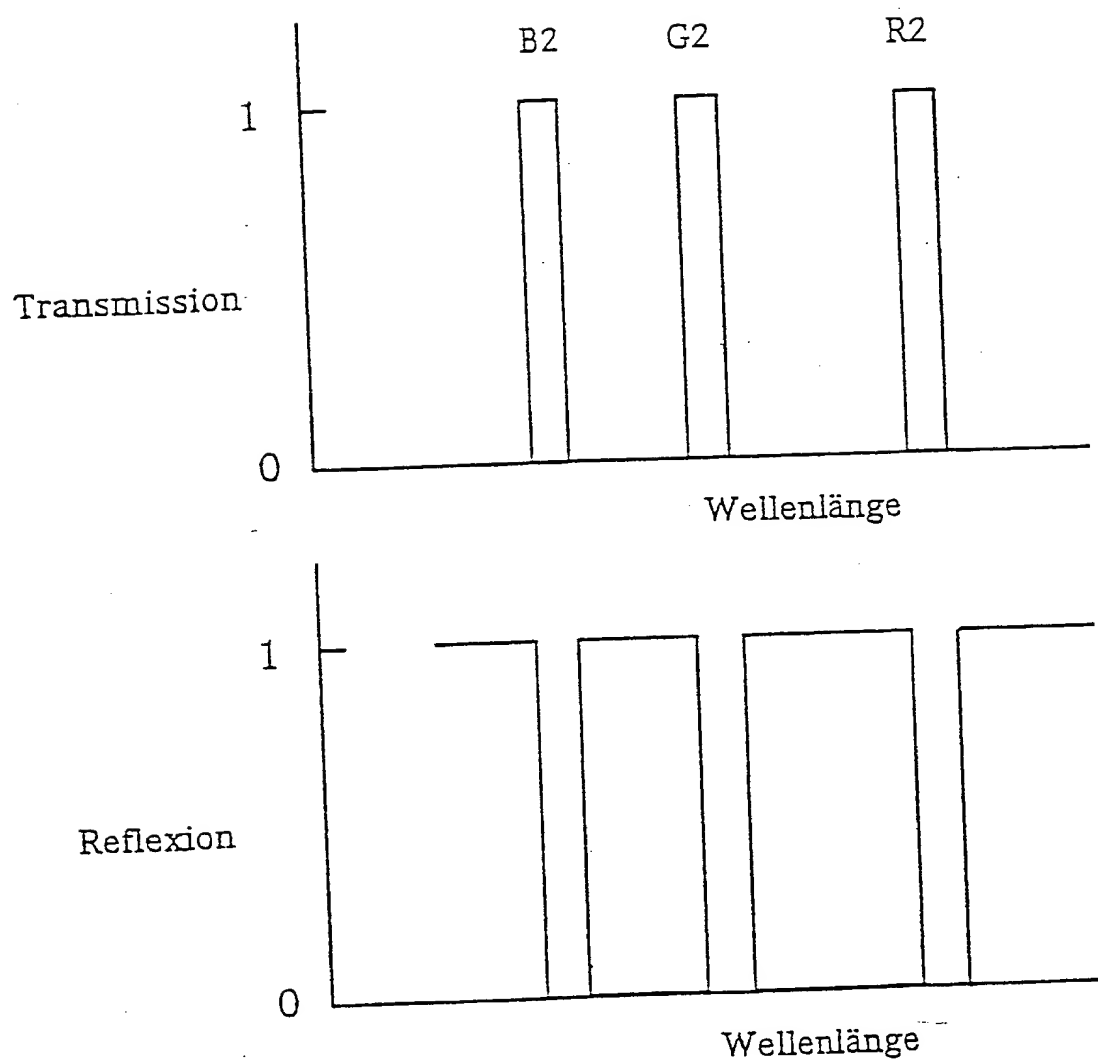 B2 G2 R2
1
Transmission
0
Wellenlänge
1
Reflexion
0
Wellenlänge